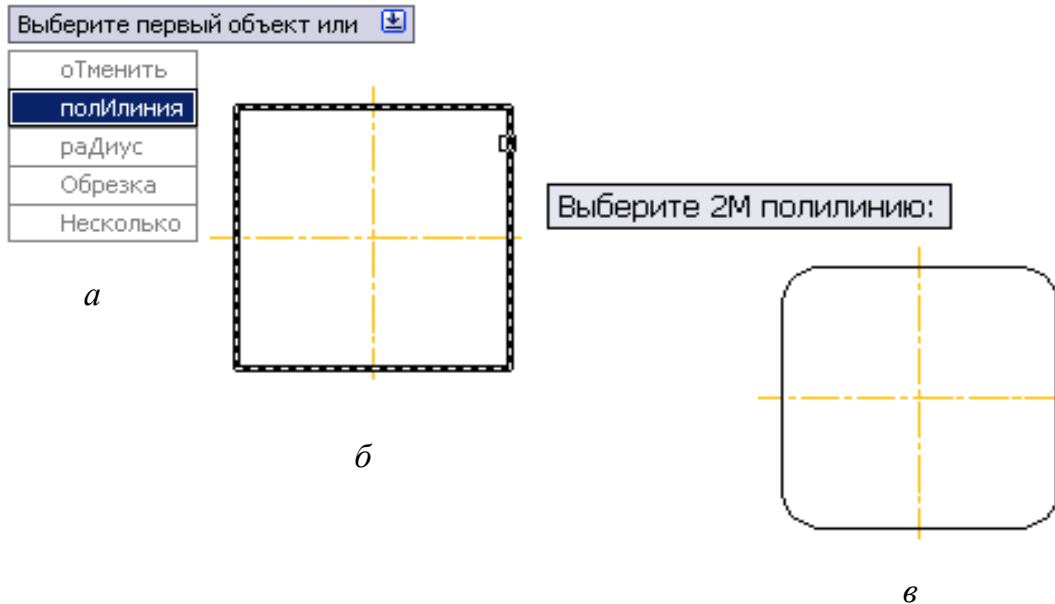 Выберите первый объект или
оТменить
полИлиния
раДиус
Обрезка
Несколько
а
Выберите 2М полилинию:
б
в